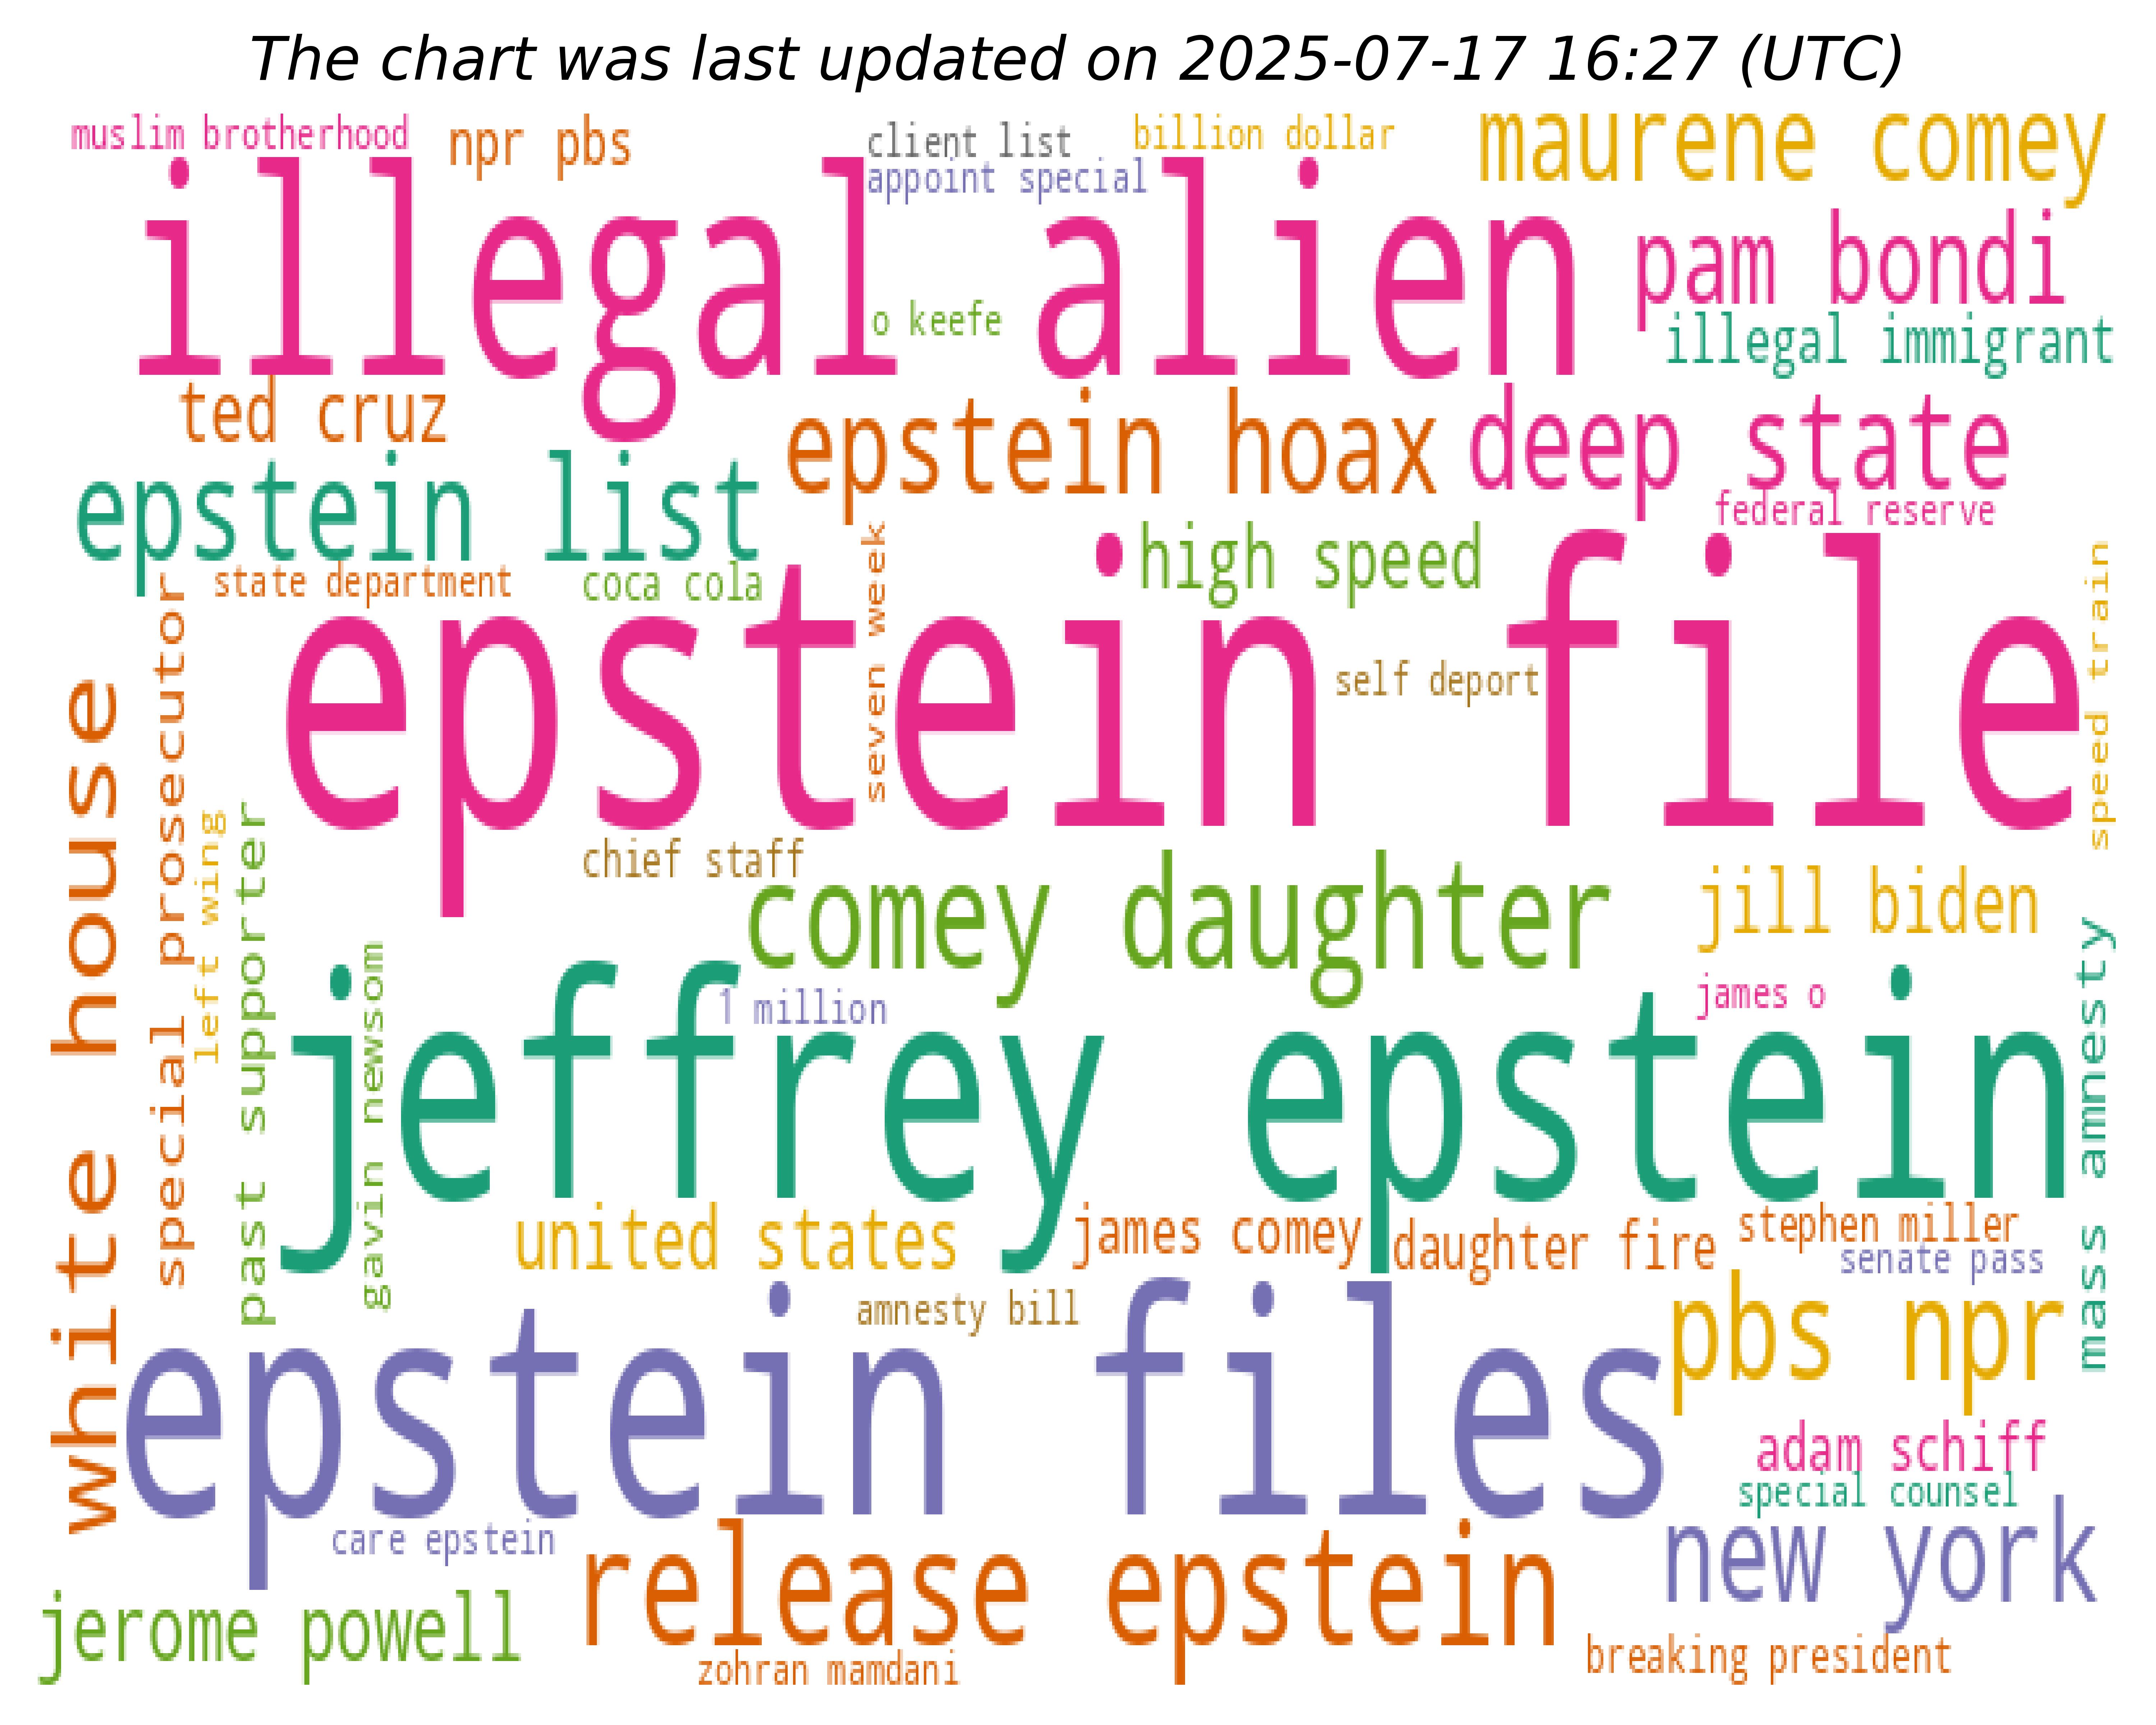 The chart was last updated on 2025-07-17 16:27 (UTC)
muslim brotherhood
npr pbs
client list
billion dollar
maurene comey
appoint special
illegal alien
pam bondi
o keefe
illegal immigrant
ted cruz
epstein hoax
deep state
epstein list
federal reserve
high speed
state department
coca cola
seven week
speed train
epstein file
self deport
white house
special prosecutor
left wing
past supporter
chief staff
comey daughter
jill biden
gavin newsom
1 million
james o
mass amnesty
jeffrey epstein
united states
james comey
daughter fire
stephen miller
senate pass
amnesty bill
pbs npr
epstein files
adam schiff
special counsel
care epstein
release epstein
new york
jerome powell
zohran mamdani
breaking president